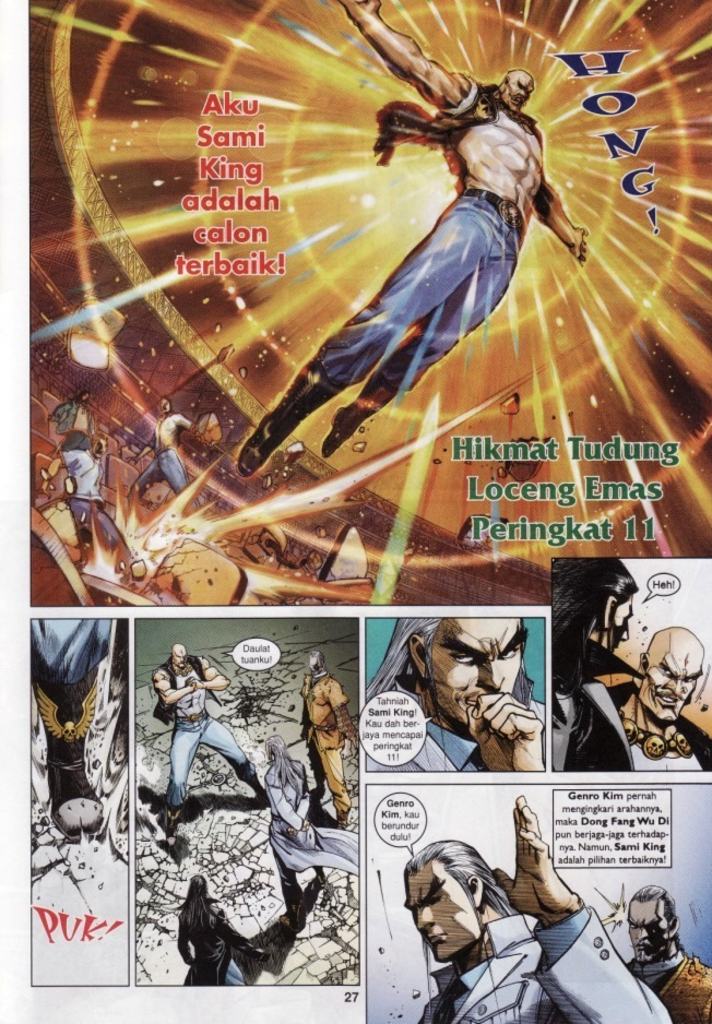 Aku
Sami
King
adalah
calon
terbaik!
HONG!
Hikmat Tudung
Loceng Emas
Peringkat 11
PUK!
Daulat
tuanku!
Tahniah
Sami King!
Kau dah ber-
jaya mencapai
peringkat
11!
Heh!
Genro
Kim, kau
berundur
dulu!
Genro Kim pernah
mengingkari arahannya,
maka Dong Fang Wu Di
pun berjaga-jaga terhadap-
nya. Namun, Sami King
adalah pilihan terbaiknya!
27